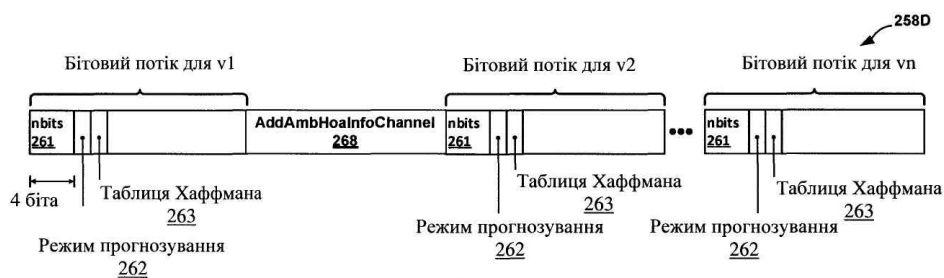 258D
Бітовий потік для v1
Бітовий потік для v2
Бітовий потік для vn
nbits
261
AddAmbHoaInfoChannel
268
nbits
261
nbits
261
4 біта
Таблиця Хаффмана
263
Режим прогнозування
262
Таблиця Хаффмана
263
Режим прогнозування
262
Таблиця Хаффмана
263
Режим прогнозування
262